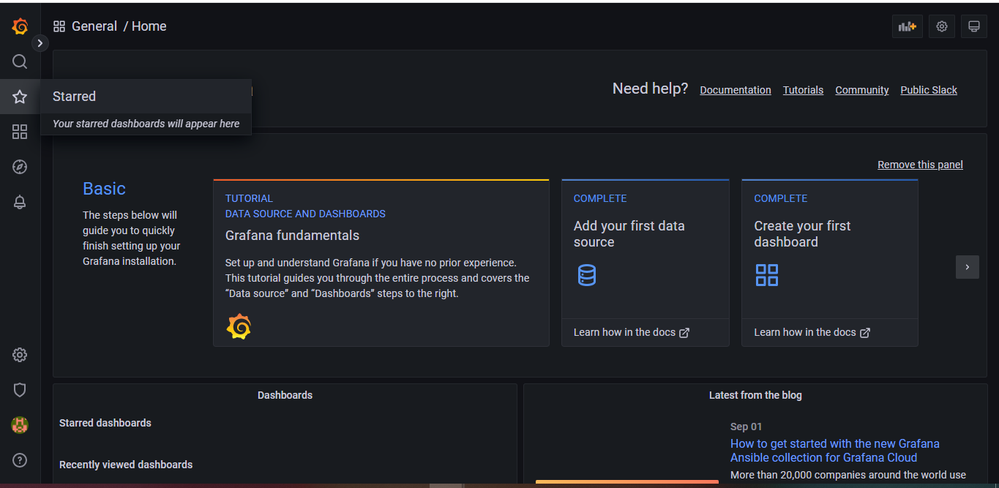 General / Home
Starred
Your starred dashboards will appear here
Need help?
Documentation
Tutorials
Community
Public Slack
Remove this panel
Basic
The steps below will
guide you to quickly
finish setting up your
Grafana installation.
TUTORIAL
DATA SOURCE AND DASHBOARDS
Grafana fundamentals
Set up and understand Grafana if you have no prior experience.
This tutorial guides you through the entire process and covers the
“Data source” and “Dashboards” steps to the right.
COMPLETE
Add your first data
source
Learn how in the docs
COMPLETE
Create your first
dashboard
Learn how in the docs
Dashboards
Starred dashboards
Recently viewed dashboards
Latest from the blog
Sep 01
How to get started with the new Grafana
Ansible collection for Grafana Cloud
More than 20,000 companies around the world use